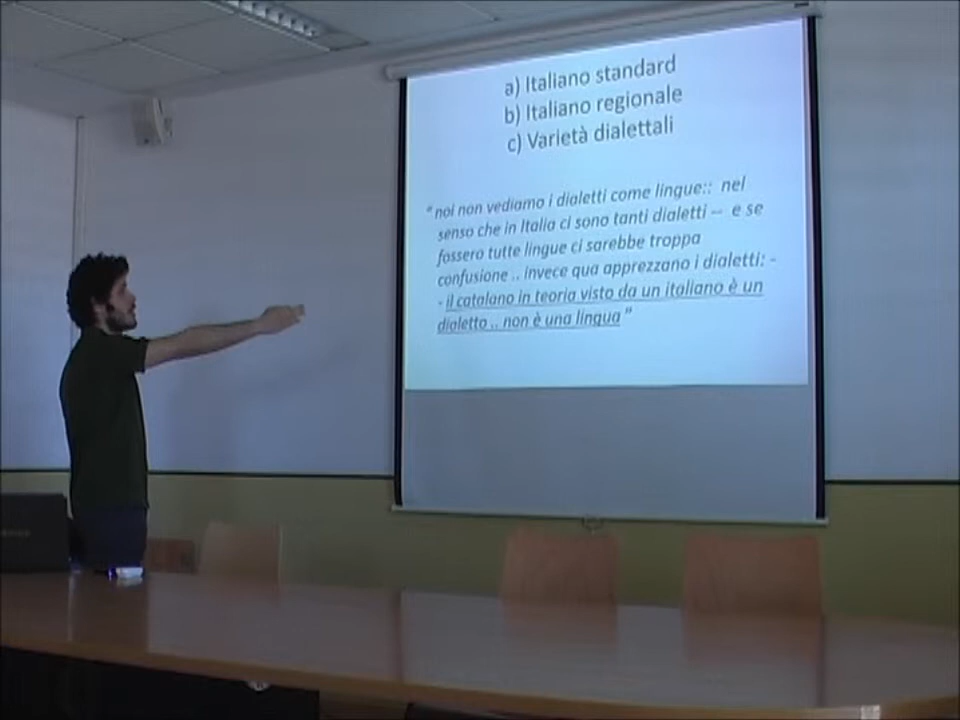 a) Italiano standard
b) Italiano regionale
c) Varietà dialettali
“ noi non vediamo i dialetti come lingue:: nel
senso che in Italia ci sono tanti dialetti – e se
fossero tutte lingue ci sarebbe troppa
confusione .. invece qua apprezzano i dialetti: -
- il catalano in teoria visto da un italiano è un
dialetto .. non è una lingua ”